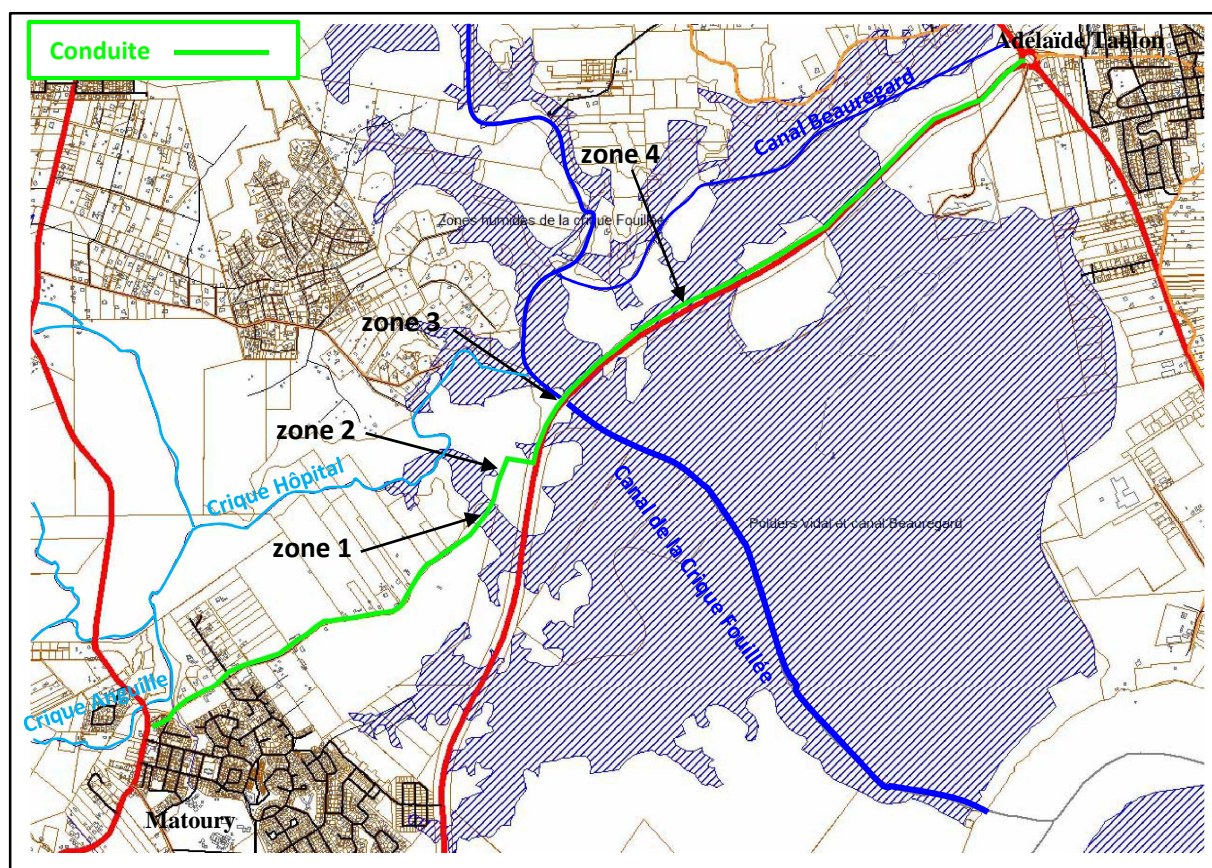 Conduite
Adélaïde Tablon
Canal Beauregard
zone 4
Zones humides de la crique Fouillée
zone 3
zone 2
Crique Hôpital
Canal de la Crique Fouillée
Polders Vidal et canal Beauregard
zone 1
Crique Anguille
Matoury